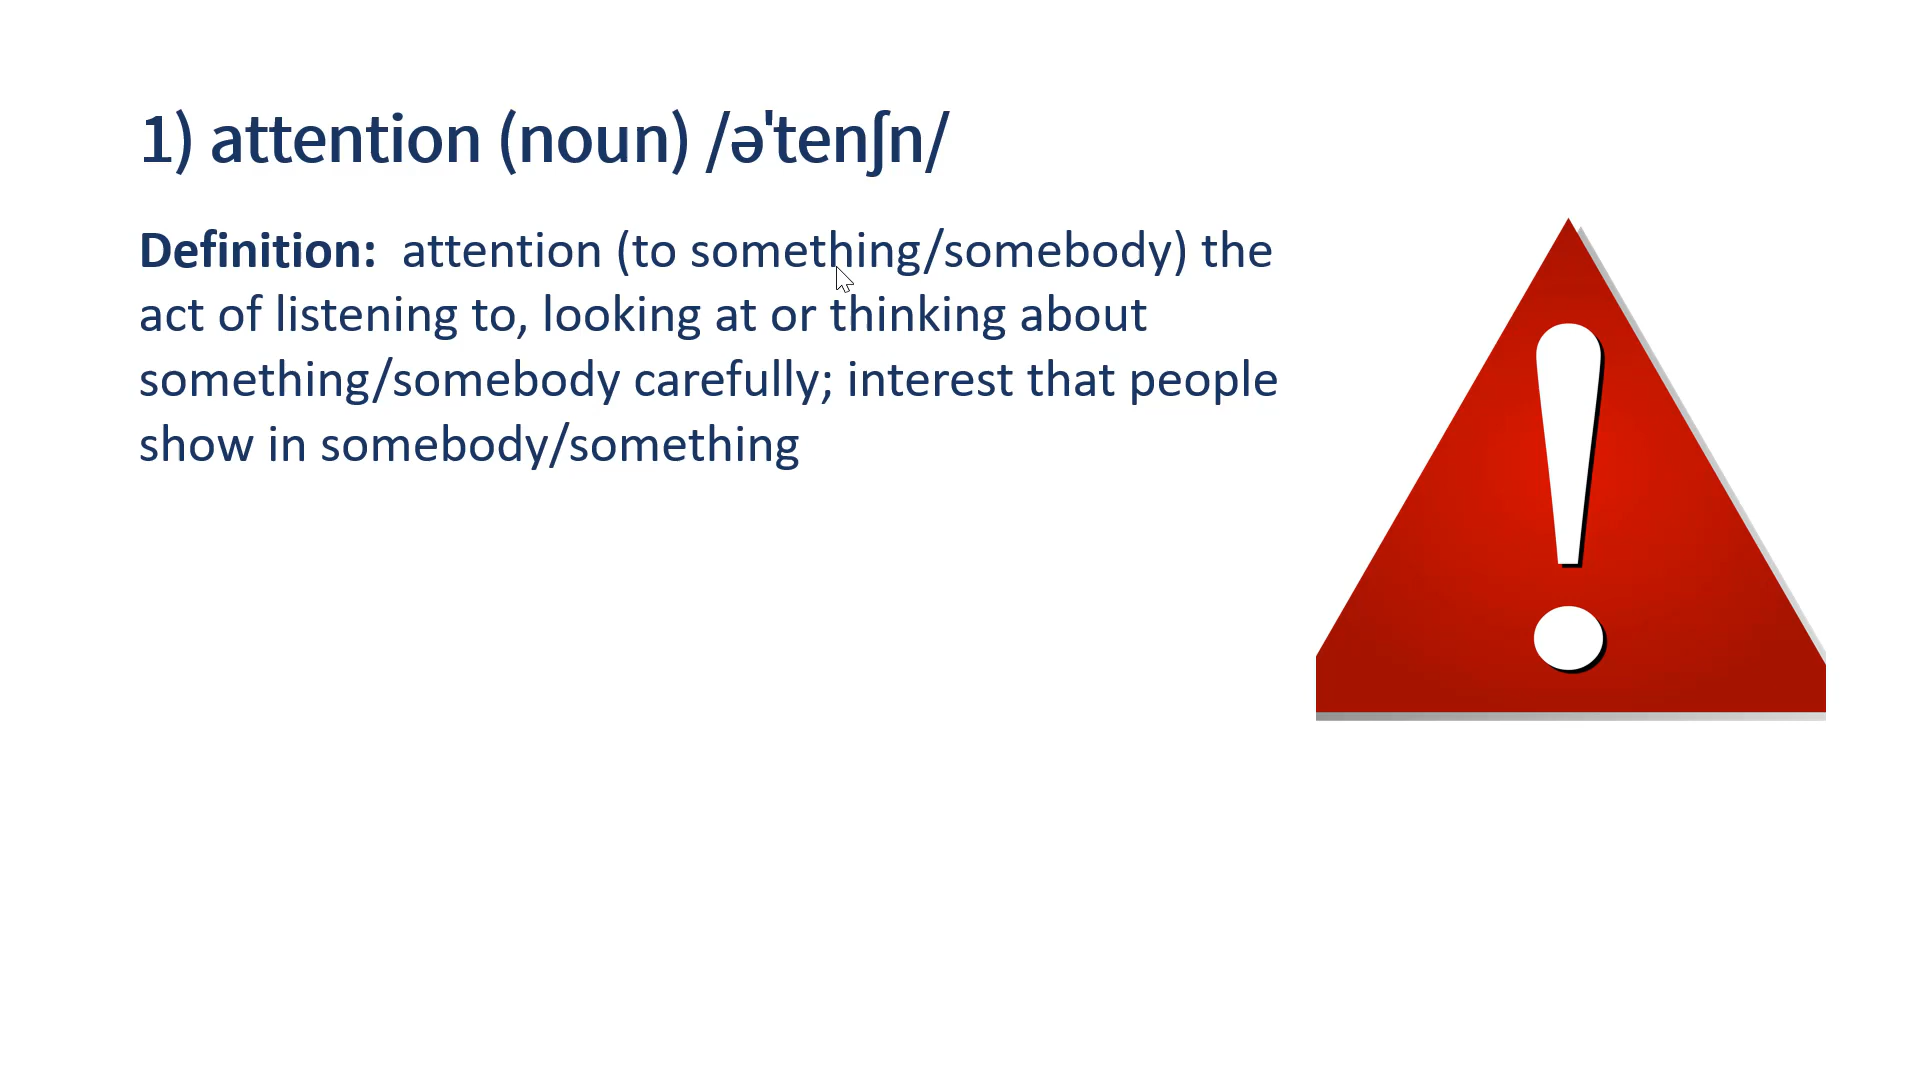 1) attention (noun) /əˈtenʃn/
Definition: attention (to something/somebody) the
act of listening to, looking at or thinking about
something/somebody carefully; interest that people
show in somebody/something